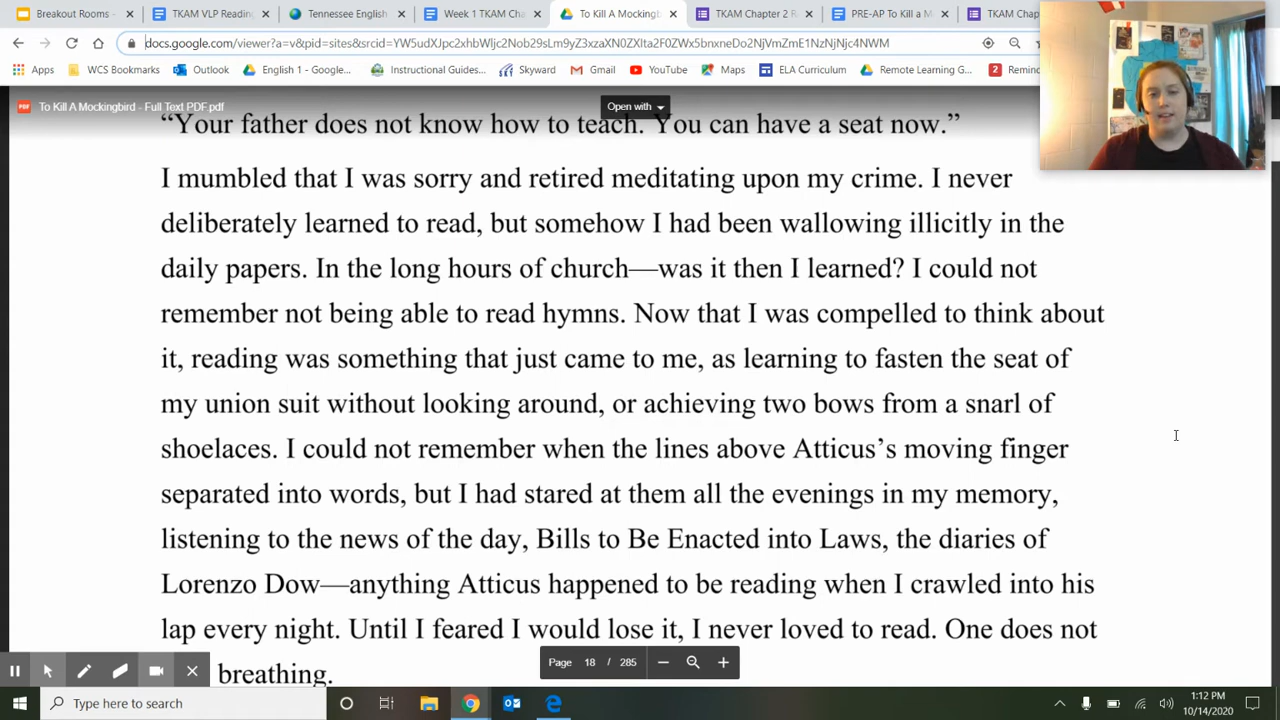 Breakout Rooms -
TKAM VLP Readin
Tennessee English
Week 1 TKAM Cha
To Kill A Mockingb
TKAM Chapter 2 R
PRE-AP To Kill a M
TKAM Chap
docs.google.com/viewer?a=v&pid=sites&srcid=YW5udXJpc2xhbWljc2Nob29sLm9yZ3xzaXN0ZXIta2F0ZWx5bnxneDo2NjVmZmE1NzNjNjc4NWM
Apps
WCS Bookmarks
Outlook
English 1 - Google...
Instructional Guides...
Skyward
Gmail
YouTube
Maps
ELA Curriculum
Remote Learning G...
Remin
To Kill A Mockingbird - Full Text PDF.pdf
Open with
“Your father does not know how to teach. You can have a seat now.”
I mumbled that I was sorry and retired meditating upon my crime. I never
deliberately learned to read, but somehow I had been wallowing illicitly in the
daily papers. In the long hours of church—was it then I learned? I could not
remember not being able to read hymns. Now that I was compelled to think about
it, reading was something that just came to me, as learning to fasten the seat of
my union suit without looking around, or achieving two bows from a snarl of
shoelaces. I could not remember when the lines above Atticus’s moving finger
separated into words, but I had stared at them all the evenings in my memory,
listening to the news of the day, Bills to Be Enacted into Laws, the diaries of
Lorenzo Dow—anything Atticus happened to be reading when I crawled into his
lap every night. Until I feared I would lose it, I never loved to read. One does not
breathing.
Page 18 / 285
Type here to search
1:12 PM
10/14/2020